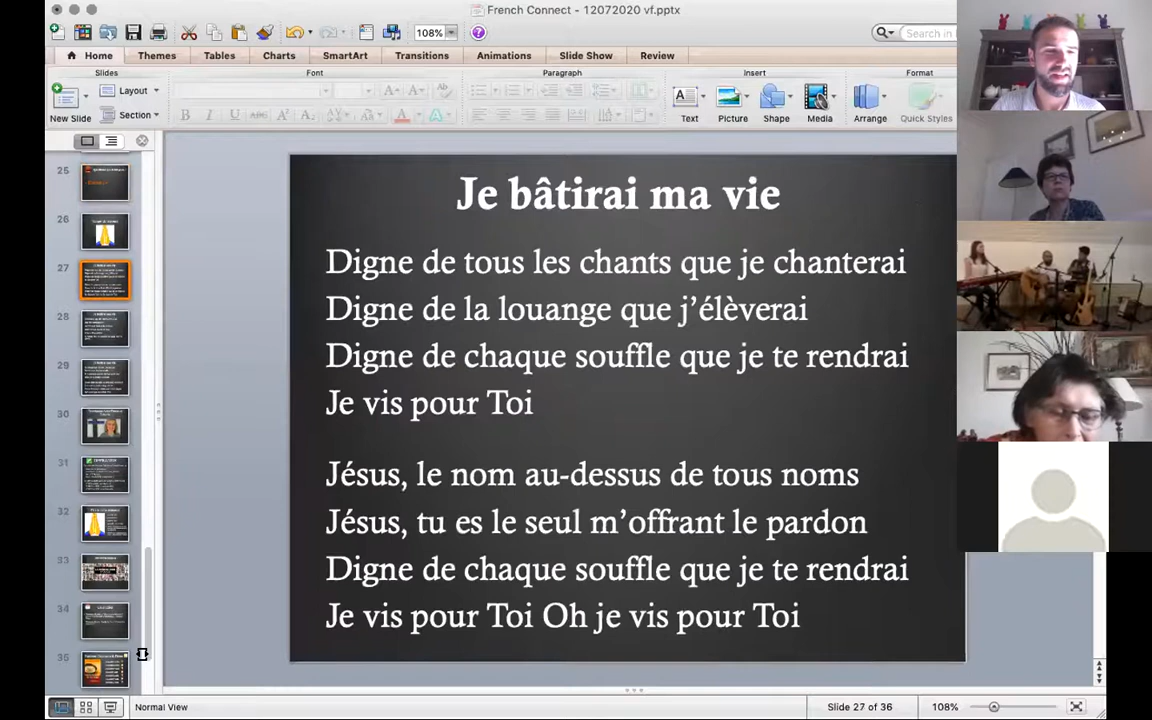 French Connect - 12072020 vf.pptx
108%
Search in
Home
Themes
Tables
Charts
SmartArt
Transitions
Animations
Slide Show
Review
Slides
Font
Paragraph
Insert
Format
New Slide
Layout
Section
Text
Picture
Shape
Media
Arrange
Quick Styles
25
26
27
28
29
30
31
32
33
34
35
Je bâtirai ma vie
Digne de tous les chants que je chanterai
Digne de la louange que j’élèverai
Digne de chaque souffle que je te rendrai
Je vis pour Toi
Jésus, le nom au-dessus de tous noms
Jésus, tu es le seul m’offrant le pardon
Digne de chaque souffle que je te rendrai
Je vis pour Toi Oh je vis pour Toi
Normal View
Slide 27 of 36
108%